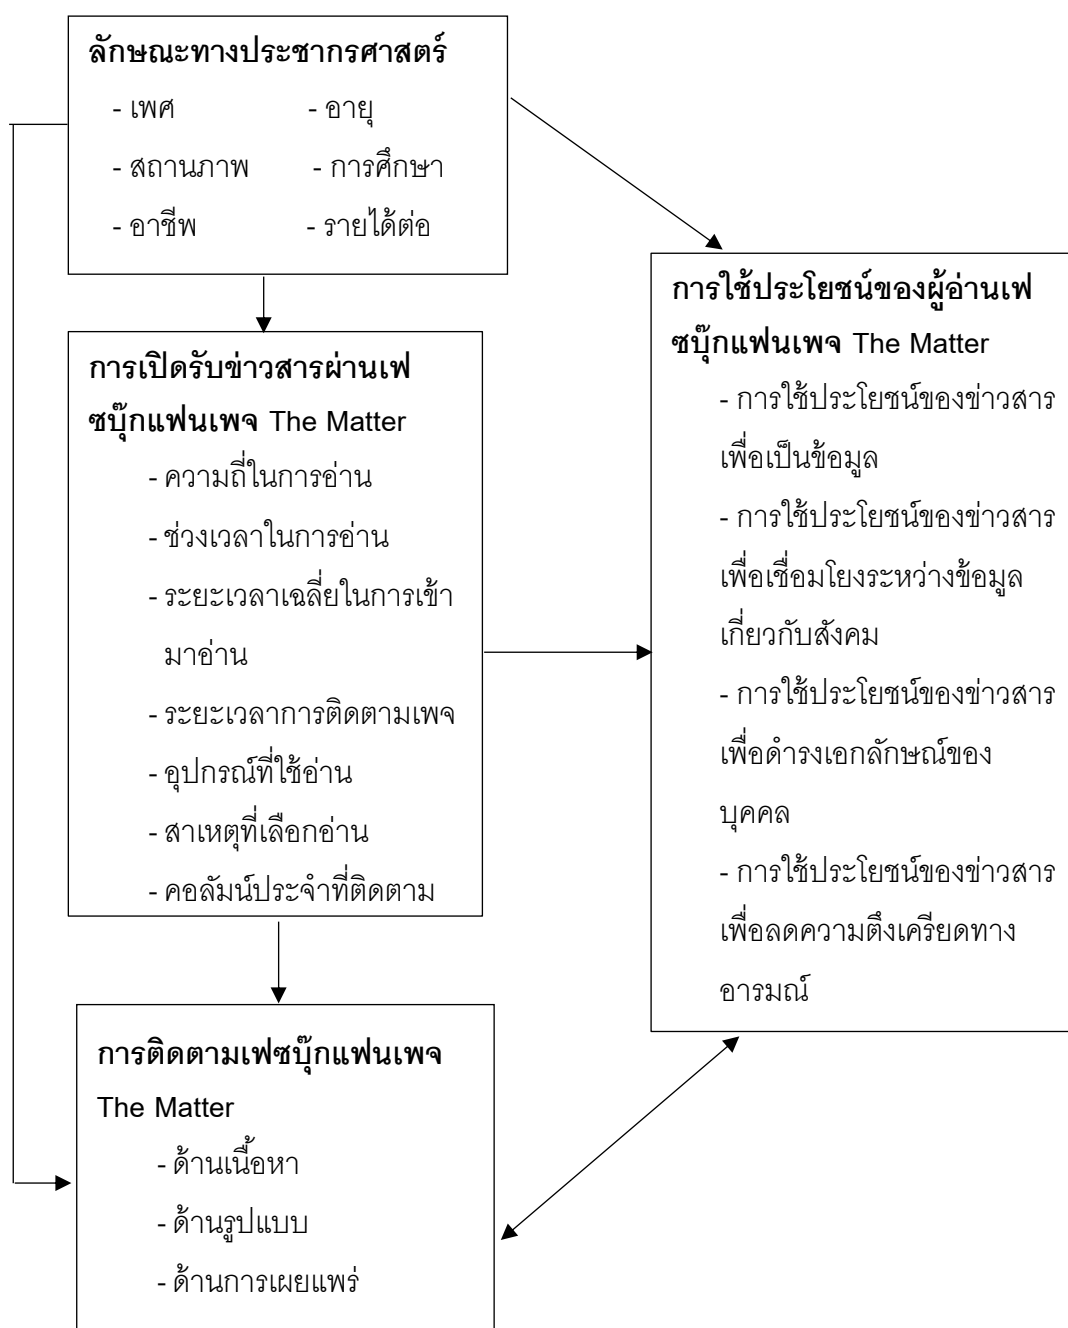 ลักษณะทางประชากรศาสตร์
- เพศ - อายุ
- สถานภาพ - การศึกษา
- อาชีพ - รายได้ต่อ
การเปิดรับข่าวสารผ่านเฟ
ซบุ๊กแฟนเพจ The Matter
- ความถี่ในการอ่าน
- ช่วงเวลาในการอ่าน
- ระยะเวลาเฉลี่ยในการเข้า
มาอ่าน
- ระยะเวลาการติดตามเพจ
- อุปกรณ์ที่ใช้อ่าน
- สาเหตุที่เลือกอ่าน
- คอลัมน์ประจำที่ติดตาม
การติดตามเฟซบุ๊กแฟนเพจ
The Matter
- ด้านเนื้อหา
- ด้านรูปแบบ
- ด้านการเผยแพร่
การใช้ประโยชน์ของผู้อ่านเฟ
ซบุ๊กแฟนเพจ The Matter
- การใช้ประโยชน์ของข่าวสาร
เพื่อเป็นข้อมูล
- การใช้ประโยชน์ของข่าวสาร
เพื่อเชื่อมโยงระหว่างข้อมูล
เกี่ยวกับสังคม
- การใช้ประโยชน์ของข่าวสาร
เพื่อดำรงเอกลักษณ์ของ
บุคคล
- การใช้ประโยชน์ของข่าวสาร
เพื่อลดความตึงเครียดทาง
อารมณ์